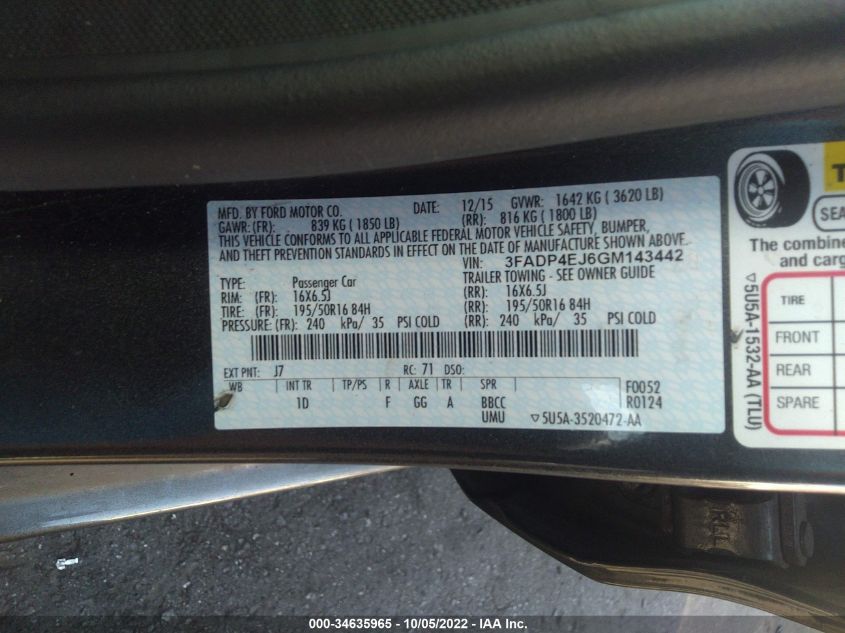 MFD. BY FORD MOTOR CO. DATE: 12/15 GVWR: 1642 KG ( 3620 LB)
GAWR: (FR): 839 KG ( 1850 LB) (RR): 816 KG ( 1800 LB)
THIS VEHICLE CONFORMS TO ALL APPLICABLE FEDERAL MOTOR VEHICLE SAFETY, BUMPER,
AND THEFT PREVENTION STANDARDS IN EFFECT ON THE DATE OF MANUFACTURE SHOWN ABOVE.
VIN: 3FADP4EJ6GM143442
TYPE: Passenger Car TRAILER TOWING - SEE OWNER GUIDE
RIM: (FR): 16X6.5J (RR): 16X6.5J
TIRE: (FR): 195/50R16 84H (RR): 195/50R16 84H
PRESSURE: (FR): 240 kPa/ 35 PSI COLD (RR): 240 kPa/ 35 PSI COLD
EXT PNT: J7 RC: 71 DSO:
WB INT TR TP/PS R AXLE TR SPR F0052
1D F GG A BBCC R0124
UMU ▽5U5A-3520472-AA
T
SEA
The combine
and carg
TIRE
FRONT
REAR
SPARE
▽5U5A-1532-AA (TLU)
000-34635965 - 10/05/2022 - IAA Inc.